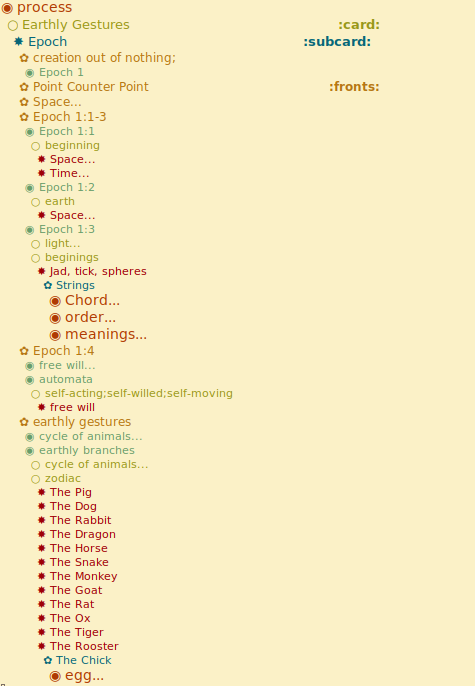 process
Earthly Gestures :card:
Epoch :subcard:
creation out of nothing;
Epoch 1
Point Counter Point :fronts:
Space...
Epoch 1:1-3
Epoch 1:1
beginning
Space...
Time...
Epoch 1:2
earth
Space...
Epoch 1:3
light...
beginings
Jad, tick, spheres
Strings
Chord...
order...
meanings...
Epoch 1:4
free will...
automata
self-acting;self-willed;self-moving
free will
earthly gestures
cycle of animals...
earthly branches
cycle of animals...
zodiac
The Pig
The Dog
The Rabbit
The Dragon
The Horse
The Snake
The Monkey
The Goat
The Rat
The Ox
The Tiger
The Rooster
The Chick
egg...